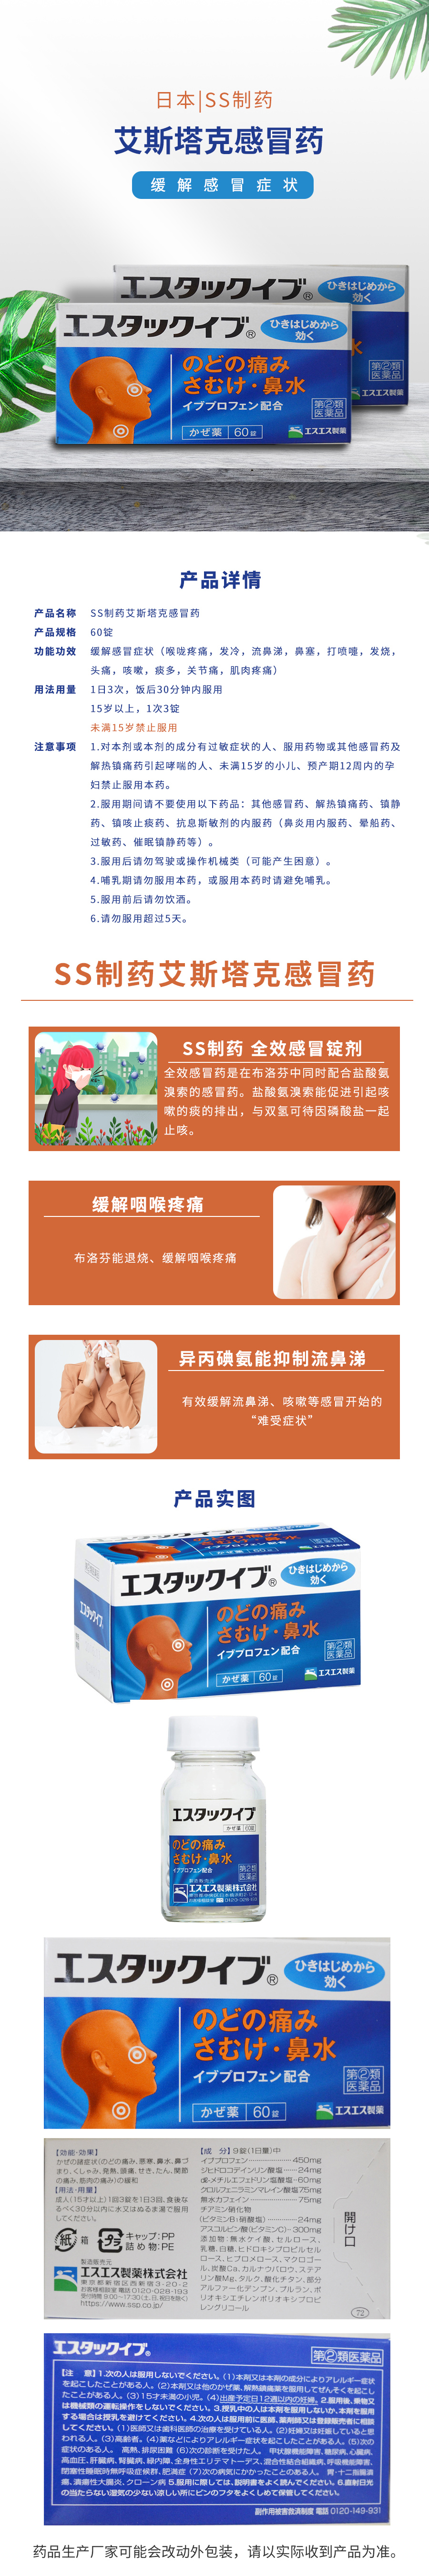 日本|SS制药
艾斯塔克感冒药
缓解感冒症状
エスタックイブ®
ひきはじめから
効く
エスタックイブ®
ひきはじめから
効く
のどの痛み
さむけ・鼻水
イブプロフェン配合
かぜ薬 60錠
指②類
医薬品
エスエス製薬
指②類
医薬品
エスエス製薬
产品详情
产品名称 SS制药艾斯塔克感冒药
产品规格 60锭
功能功效 缓解感冒症状（喉咙疼痛，发冷，流鼻涕，鼻塞，打喷嚏，发烧，
头痛，咳嗽，痰多，关节痛，肌肉疼痛）
用法用量 1日3次，饭后30分钟内服用
15岁以上，1次3锭
未满15岁禁止服用
注意事项 1.对本剂或本剂的成分有过敏症状的人、服用药物或其他感冒药及
解热镇痛药引起哮喘的人、未满15岁的小儿、预产期12周内的孕
妇禁止服用本药。
2.服用期间请不要使用以下药品：其他感冒药、解热镇痛药、镇静
药、镇咳止痰药、抗息斯敏剂的内服药（鼻炎用内服药、晕船药、
过敏药、催眠镇静药等）。
3.服用后请勿驾驶或操作机械类（可能产生困意）。
4.哺乳期请勿服用本药，或服用本药时请避免哺乳。
5.服用前后请勿饮酒。
6.请勿服用超过5天。
SS制药艾斯塔克感冒药
SS制药 全效感冒锭剂
全效感冒药是在布洛芬中同时配合盐酸氨
溴索的感冒药。盐酸氨溴索能促进引起咳
嗽的痰的排出，与双氢可待因磷酸盐一起
止咳。
缓解咽喉疼痛
布洛芬能退烧、缓解咽喉疼痛
异丙碘氨能抑制流鼻涕
有效缓解流鼻涕、咳嗽等感冒开始的
“难受症状”
产品实图
エスタックイブ®
ひきはじめから
効く
のどの痛み
さむけ・鼻水
イブプロフェン配合
かぜ薬 60錠
指②類
医薬品
エスエス製薬
エスタックイブ
かぜ薬 60錠
のどの痛み
さむけ・鼻水
イブプロフェン配合
指②類
医薬品
エスエス製薬株式会社
エスタックイブ®
ひきはじめから
効く
のどの痛み
さむけ・鼻水
イブプロフェン配合
かぜ薬 60錠
指②類
医薬品
エスエス製薬
【効能・効果】
かぜの諸症状(のどの痛み、悪寒、鼻水、鼻づ
まり、くしゃみ、発熱、頭痛、せき、たん、関節
の痛み、筋肉の痛み)の緩和
【用法・用量】
成人(15才以上)1回3錠を1日3回、食後な
るべく30分以内に水又はぬるま湯で服用
してください。
紙 箱 プラ キャップ:PP
詰め物:PE
製造販売元
エスエス製薬株式会社
東京都新宿区西新宿3-20-2
お客様相談室 電話 0120-028-193
受付時間 9:00~17:30(土、日、祝日を除く)
https://www.ssp.co.jp/
【成 分】9錠(1日量)中
イブプロフェン……450mg
ジヒドロコデインリン酸塩……24mg
dl-メチルエフェドリン塩酸塩…60mg
クロルフェニラミンマレイン酸塩 7.5mg
無水カフェイン……75mg
チアミン硝化物
(ビタミンB₁硝酸塩)……24mg
アスコルビン酸(ビタミンC)…300mg
添加物:無水ケイ酸、セルロース、
乳糖、白糖、ヒドロキシプロピルセル
ロース、ヒプロメロース、マクロゴー
ル、炭酸Ca、カルナウバロウ、ステア
リン酸Mg、タルク、酸化チタン、部分
アルファー化デンプン、プルラン、ポ
リオキシエチレンポリオキシプロピ
レングリコール
開け口
72
エスタックイブ®
指②類医薬品
【注 意】1.次の人は服用しないでください。(1)本剤又は本剤の成分によりアレルギー症状
を起こしたことがある人。(2)本剤又は他のかぜ薬、解熱鎮痛薬を服用してぜんそくを起こし
たことがある人。(3)15才未満の小児。(4)出産予定日12週以内の妊婦。2.服用後、乗物又
は機械類の運転操作をしないでください。3.授乳中の人は本剤を服用しないか、本剤を服用
する場合は授乳を避けてください。4.次の人は服用前に医師、薬剤師又は登録販売者に相談
してください。(1)医師又は歯科医師の治療を受けている人。(2)妊婦又は妊娠していると思
われる人。(3)高齢者。(4)薬などによりアレルギー症状を起こしたことがある人。(5)次の
症状のある人。 高熱、排尿困難 (6)次の診断を受けた人。 甲状腺機能障害、糖尿病、心臓病、
高血圧、肝臓病、腎臓病、緑内障、全身性エリテマトーデス、混合性結合組織病、呼吸機能障害、
閉塞性睡眠時無呼吸症候群、肥満症 (7)次の病気にかかったことのある人。 胃・十二指腸潰
瘍、潰瘍性大腸炎、クローン病 5.服用に際しては、説明書をよく読んでください。6.直射日光
の当たらない湿気の少ない涼しい所にビンのフタをよくしめて保管してください。
副作用被害救済制度 電話 0120-149-931
药品生产厂家可能会改动外包装，请以实际收到产品为准。